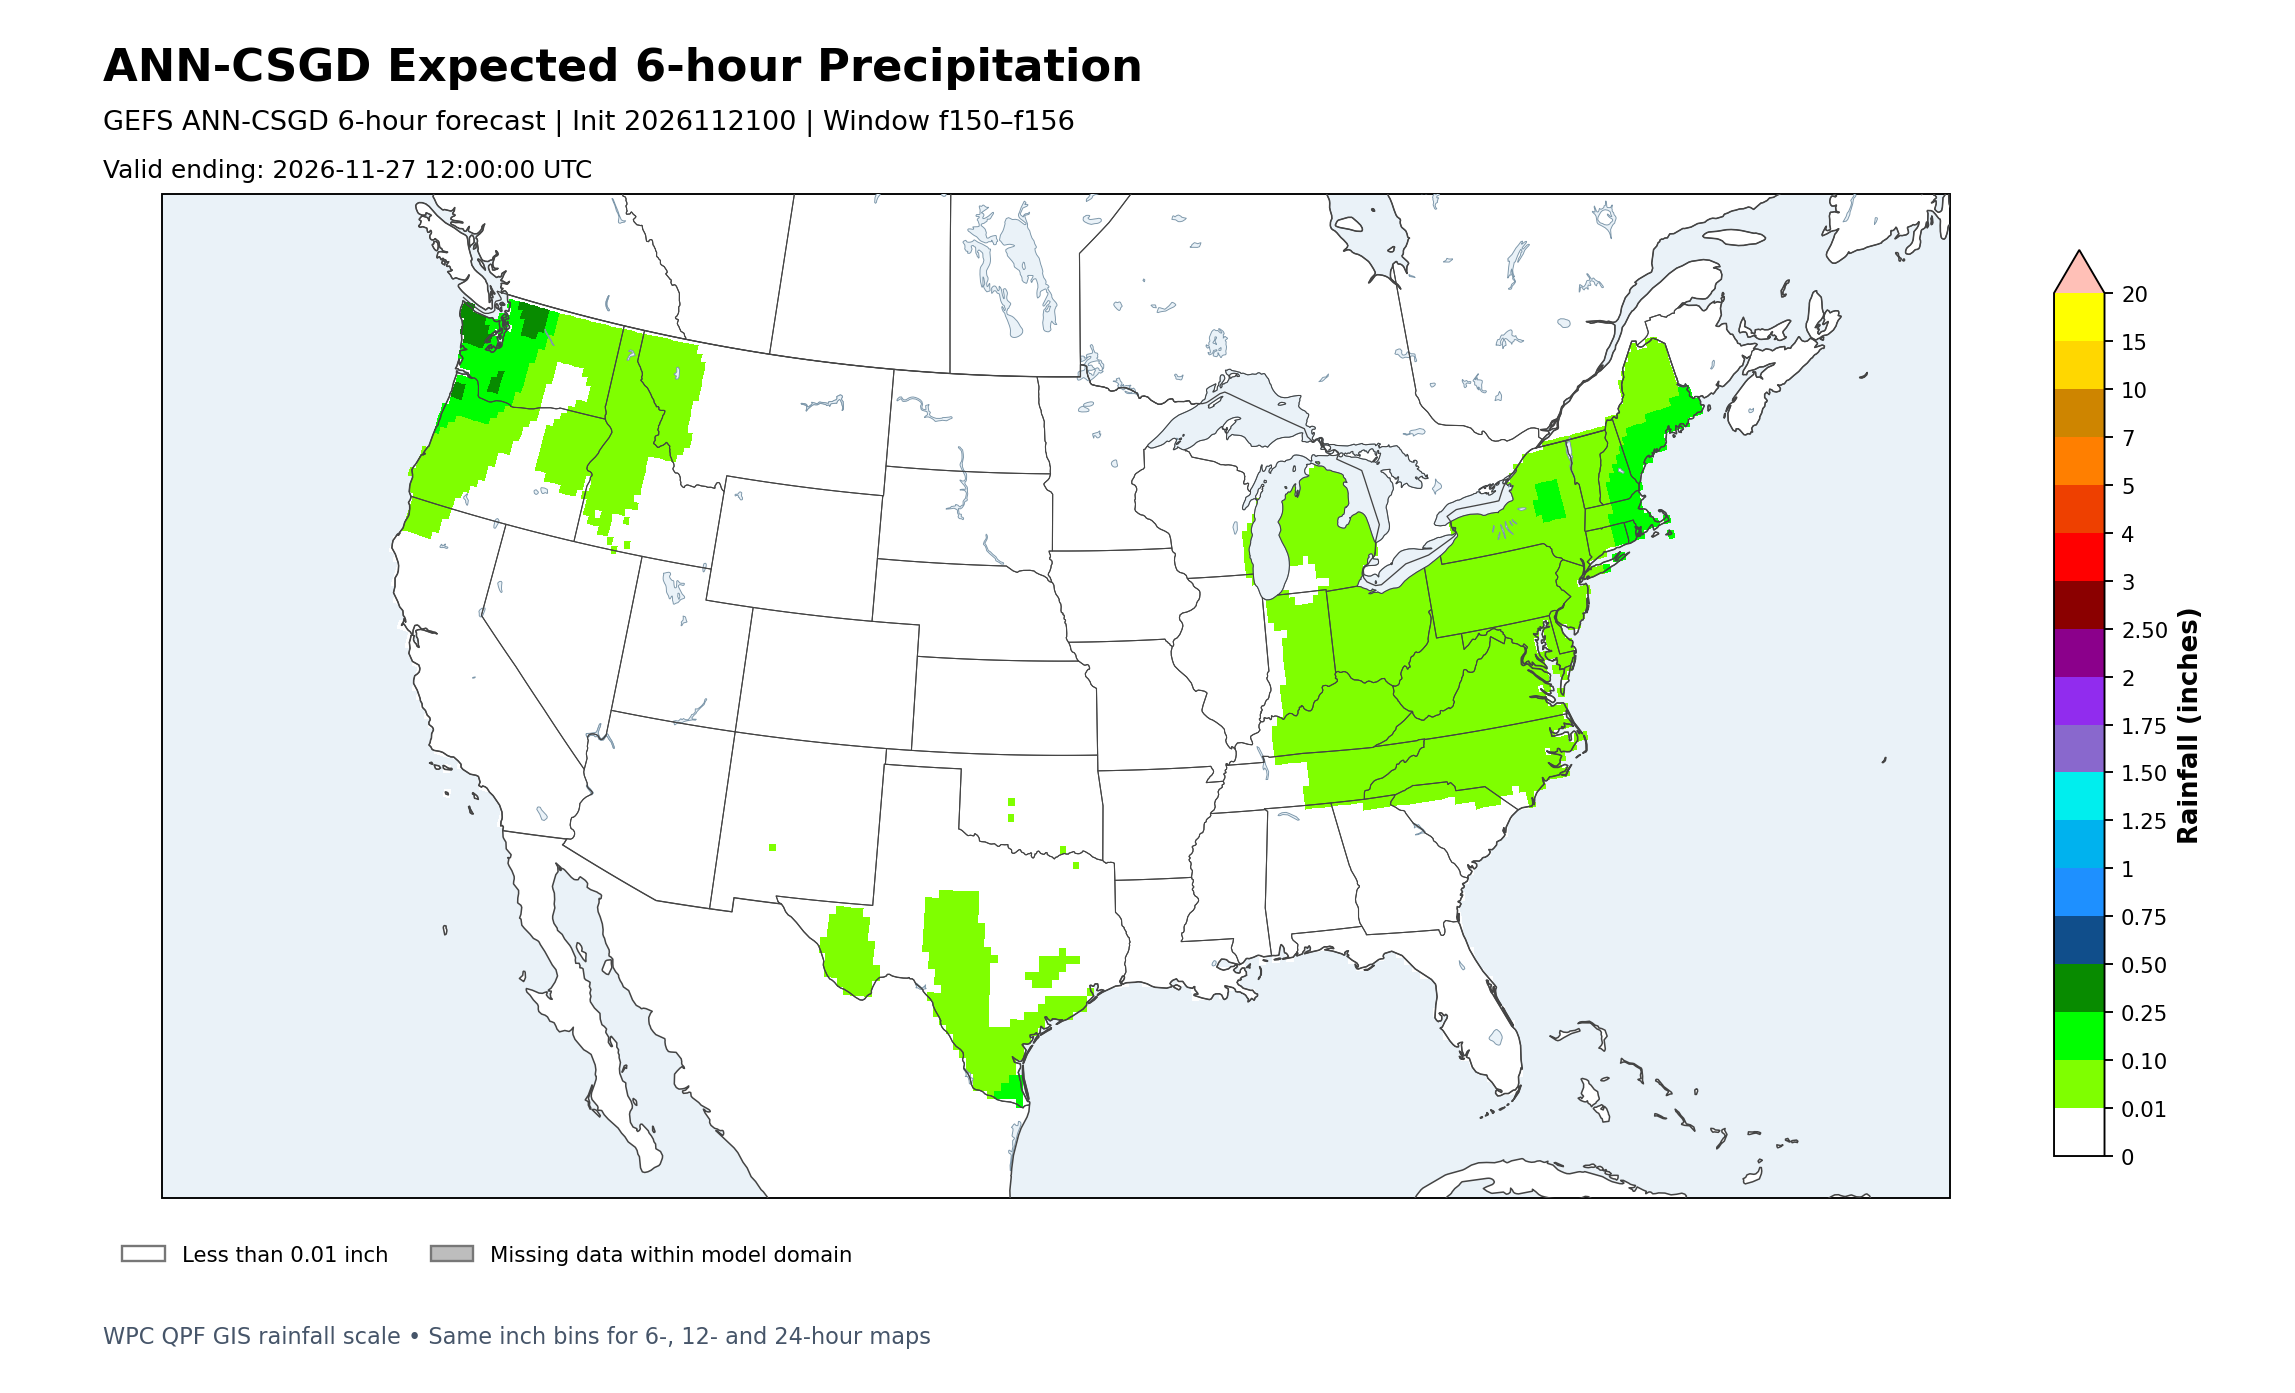 ANN-CSGD Expected 6-hour Precipitation
GEFS ANN-CSGD 6-hour forecast | Init 2026112100 | Window f150–f156
Valid ending: 2026-11-27 12:00:00 UTC
20
15
10
7
5
4
3
2.50
2
1.75
1.50
1.25
1
0.75
0.50
0.25
0.10
0.01
0
Rainfall (inches)
Less than 0.01 inch
Missing data within model domain
WPC QPF GIS rainfall scale • Same inch bins for 6-, 12- and 24-hour maps